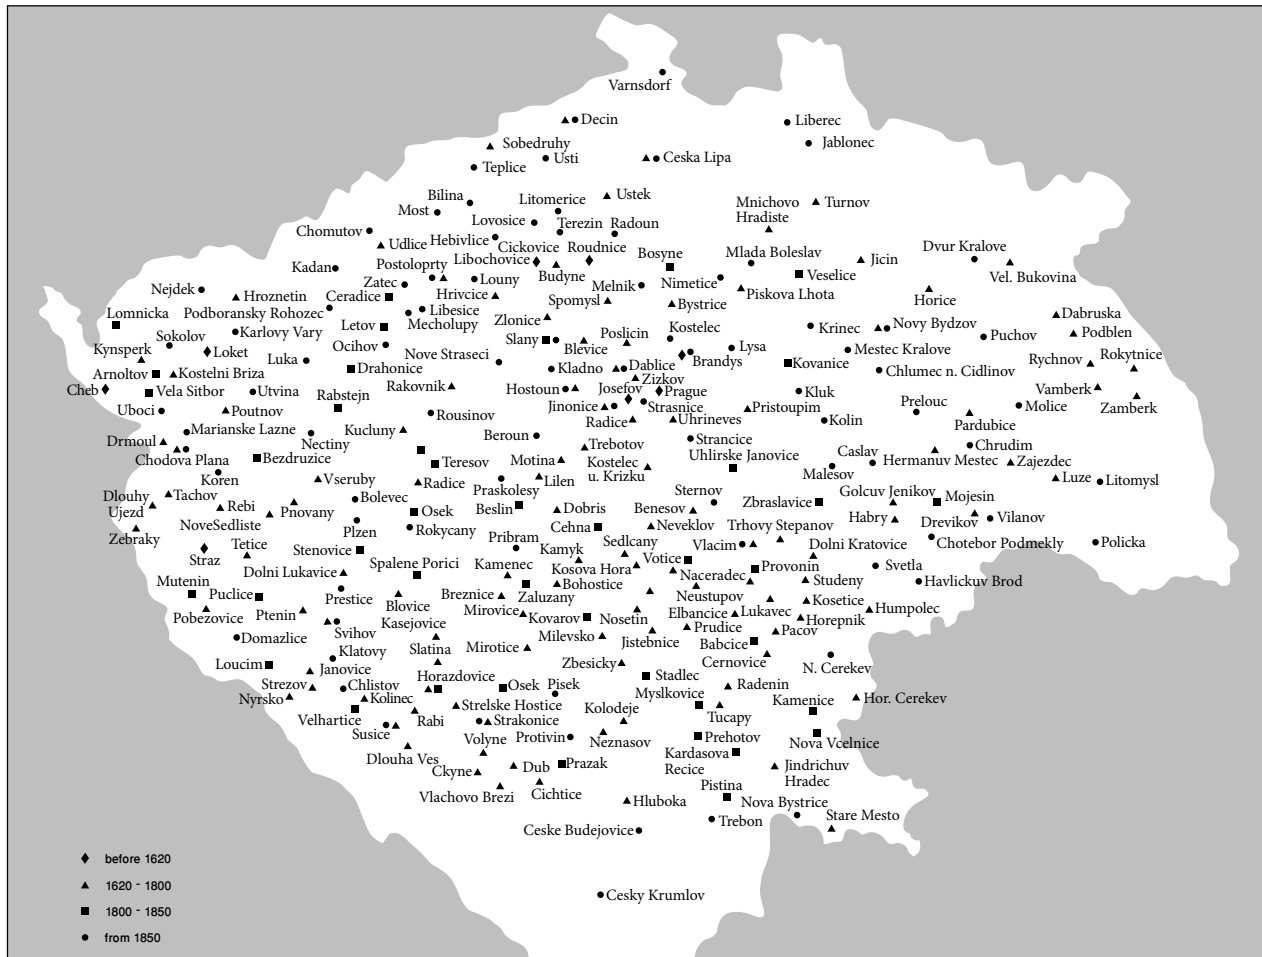 Varnsdorf
Decin
Liberec
Sobedruhy
Jablonec
Usti
Ceska Lipa
Teplice
Bilina
Litomerice
Ustek
Mnichovo
Hradiste
Turnov
Most
Lovosice
Terezin
Radoun
Chomutov
Udlice
Hebivlice
Cickovice
Roudnice
Libochovice
Bosyne
Mlada Boleslav
Jicin
Dvur Kralove
Kadan
Postoloprty
Budyne
Veselice
Vel. Bukovina
Zatec
Louny
Melnik
Nimetice
Nejdek
Hroznetin
Ceradice
Hrivcice
Spomysl
Bystrice
Piskova Lhota
Horice
Lomnicka
Podboransky Rohozec
Libesice
Mecholupy
Zlonice
Dabruska
Sokolov
Karlovy Vary
Letov
Poslicin
Kostelec
Krinec
Novy Bydzov
Puchov
Podblen
Kynsperk
Loket
Ocihov
Slany
Blevice
Lysa
Mestec Kralove
Rychnov
Rokytnice
Luka
Nove Straseci
Dablice
Brandys
Arnoltov
Kostelni Briza
Drahonice
Kladno
Zizkov
Kovanice
Chlumec n. Cidlinov
Cheb
Vela Sitbor
Utvina
Rabstejn
Rakovnik
Hostoun
Josefov
Prague
Kluk
Prelouc
Vamberk
Uboci
Poutnov
Rousinov
Jinonice
Strasnice
Pristoupim
Molice
Zamberk
Marianske Lazne
Kucluny
Radice
Uhrineves
Kolin
Pardubice
Drmoul
Nectiny
Beroun
Trebotov
Strancice
Chrudim
Chodova Plana
Bezdruzice
Teresov
Motina
Kostelec
u. Krizku
Uhlirske Janovice
Caslav
Hermanuv Mestec
Zajezdec
Malesov
Koren
Vseruby
Radice
Praskolesy
Lilen
Luze
Litomysl
Dlouhy
Ujezd
Tachov
Rebi
Pnovany
Bolevec
Sternov
Zbraslavice
Golcuv Jenikov
Mojesin
NoveSedliste
Plzen
Osek
Beslin
Dobris
Benesov
Habry
Drevikov
Vilanov
Zebraky
Rokycany
Cehna
Neveklov
Trhovy Stepanov
Straz
Tetice
Stenovice
Pribram
Kamyk
Sedlcany
Vlacim
Dolni Kratovice
Chotebor
Podmekly
Policka
Dolni Lukavice
Spalene Porici
Kamenec
Kosova Hora
Votice
Provonin
Svetla
Mutenin
Puclice
Prestice
Bohostice
Naceradec
Studeny
Havlickuv Brod
Pobezovice
Ptenin
Blovice
Breznice
Zaluzany
Neustupov
Kosetice
Svihov
Kasejovice
Mirovice
Kovarov
Nosetin
Elbancice
Lukavec
Horepnik
Humpolec
Domazlice
Klatovy
Slatina
Mirotice
Milevsko
Jistebnice
Prudice
Pacov
Babcice
Loucim
Janovice
Zbesicky
Cernovice
N. Cerekev
Strezov
Chlistov
Horazdovice
Osek
Pisek
Stadlec
Radenin
Nyrsko
Kolinec
Myslkovice
Kamenice
Hor. Cerekev
Velhartice
Rabi
Strelske Hostice
Kolodeje
Tucapy
Susice
Strakonice
Protivin
Neznasov
Prehotov
Nova Vcelnice
Dlouha Ves
Volyne
Kardasova
Recice
Ckyne
Dub
Prazak
Jindrichuv
Hradec
Vlachovo Brezi
Cichtice
Pistina
Hluboka
Nova Bystrice
Ceske Budejovice
Trebon
Stare Mesto
before 1620
1620 - 1800
Cesky Krumlov
1800 - 1850
from 1850